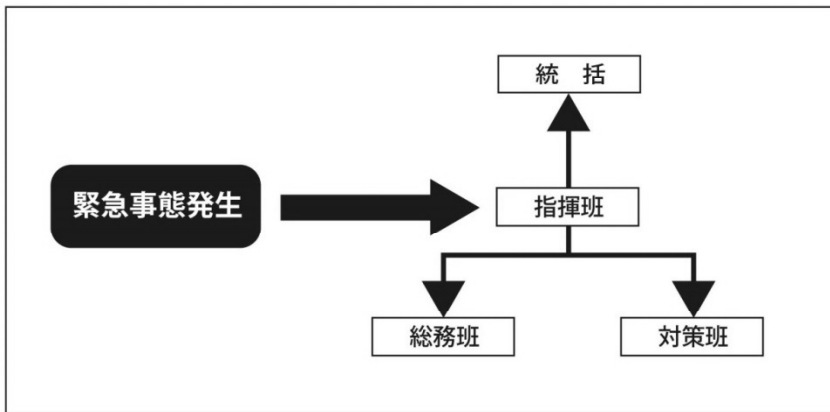 統　括
緊急事態発生
指揮班
総務班
対策班